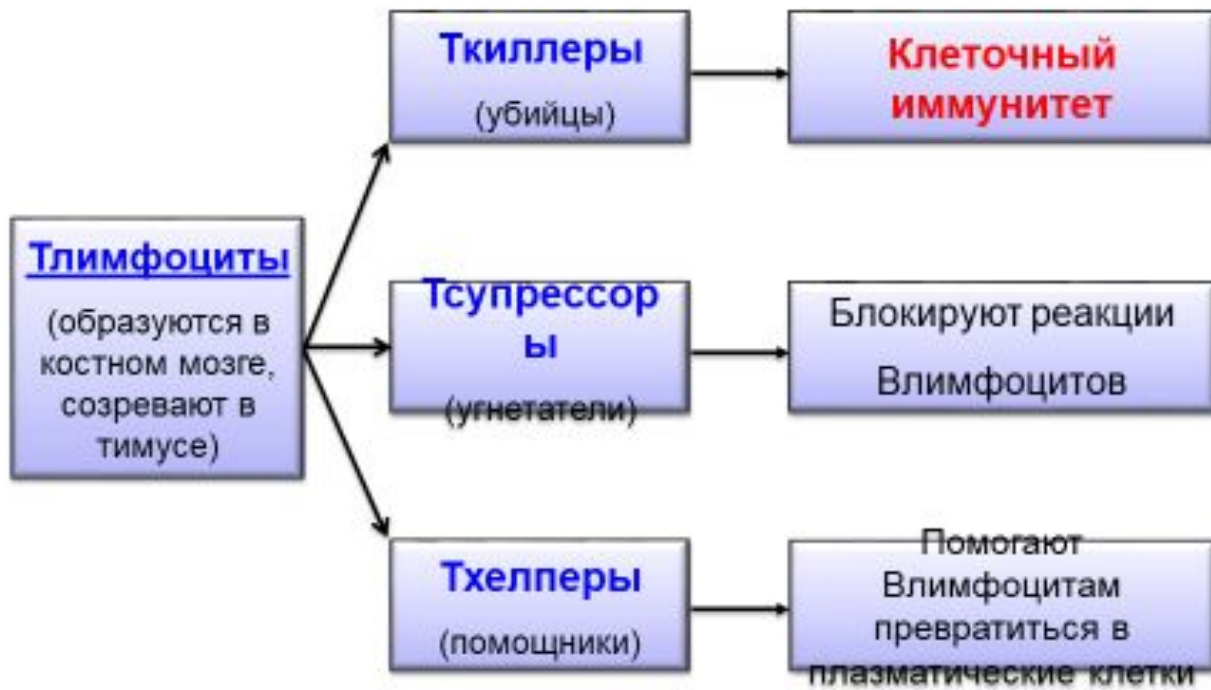 Ткиллеры
(убийцы)
Клеточный
иммунитет
Тлимфоциты
(образуются в
костном мозге,
созревают в
тимусе)
Тсупрессор
ы
(угнетатели)
Блокируют реакции
Влимфоцитов
Тхелперы
(помощники)
Помогают
Влимфоцитам
превратиться в
плазматические клетки